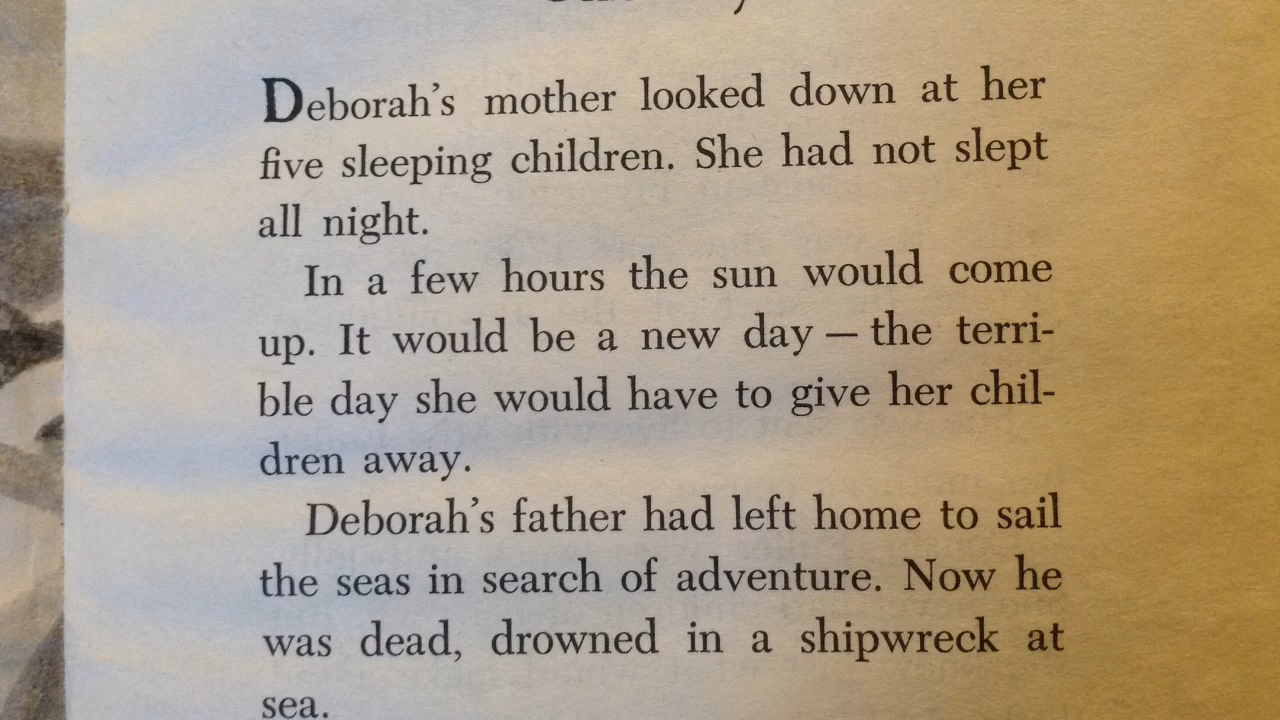 Deborah's mother looked down at her
five sleeping children. She had not slept
all night.
In a few hours the sun would come
up. It would be a new day — the terri-
ble day she would have to give her chil-
dren away.
Deborah's father had left home to sail
the seas in search of adventure. Now he
was dead, drowned in a shipwreck at
sea.